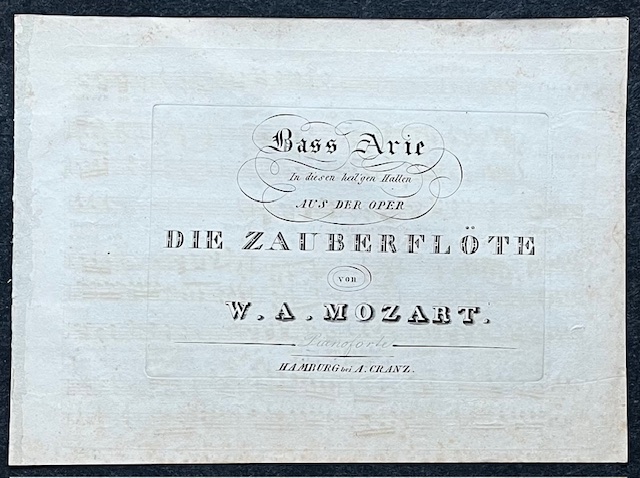 Bass Arie
In diesen heil'gen Hallen
AUS DER OPER
DIE ZAUBERFLÖTE
von
W. A. MOZART.
Pianoforte
HAMBURG bei A. CRANZ.